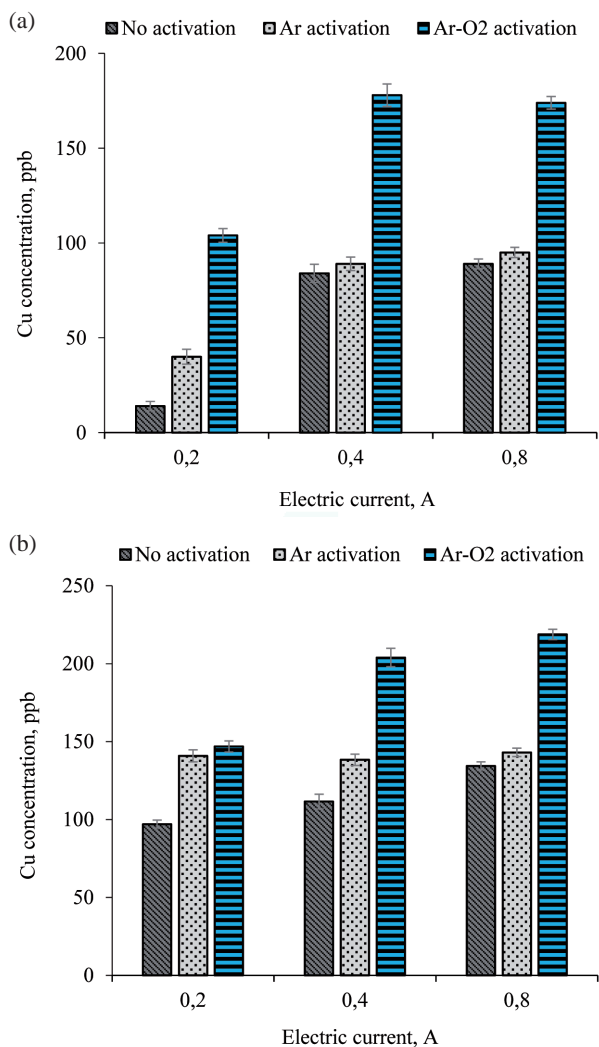 (a)
No activation Ar activation Ar-O2 activation
200
150
100
50
0
Cu concentration, ppb
0,2 0,4 0,8
Electric current, A
(b)
No activation Ar activation Ar-O2 activation
250
200
150
100
50
0
Cu concentration, ppb
0,2 0,4 0,8
Electric current, A